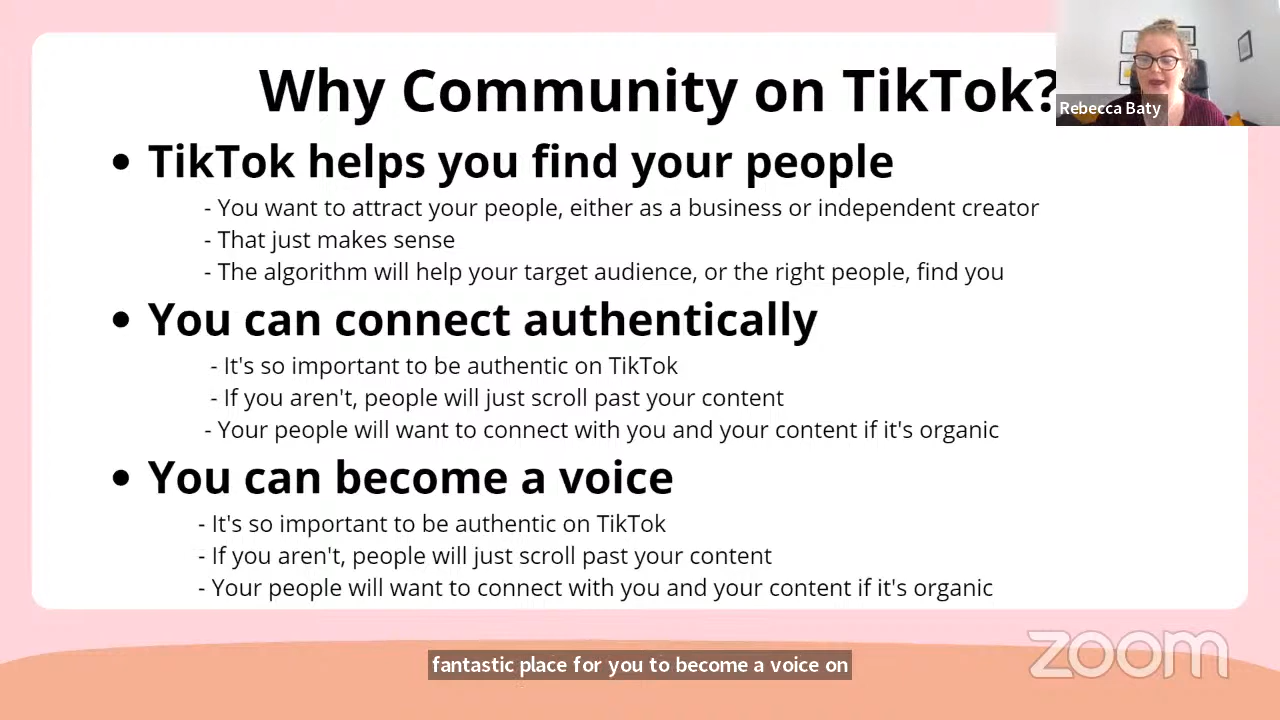 Why Community on TikTok?
Rebecca Baty
• TikTok helps you find your people
- You want to attract your people, either as a business or independent creator
- That just makes sense
- The algorithm will help your target audience, or the right people, find you
• You can connect authentically
- It's so important to be authentic on TikTok
- If you aren't, people will just scroll past your content
- Your people will want to connect with you and your content if it's organic
• You can become a voice
- It's so important to be authentic on TikTok
- If you aren't, people will just scroll past your content
- Your people will want to connect with you and your content if it's organic
zoom
fantastic place for you to become a voice on